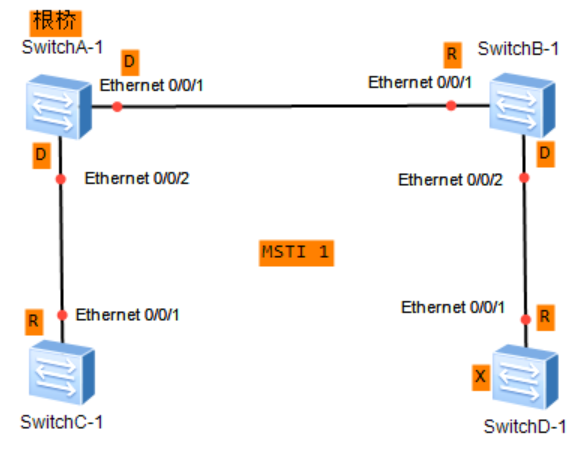 根桥
SwitchA-1
SwitchB-1
D
R
Ethernet 0/0/1
Ethernet 0/0/1
D
D
Ethernet 0/0/2
Ethernet 0/0/2
MSTI 1
R
Ethernet 0/0/1
Ethernet 0/0/1
R
X
SwitchC-1
SwitchD-1